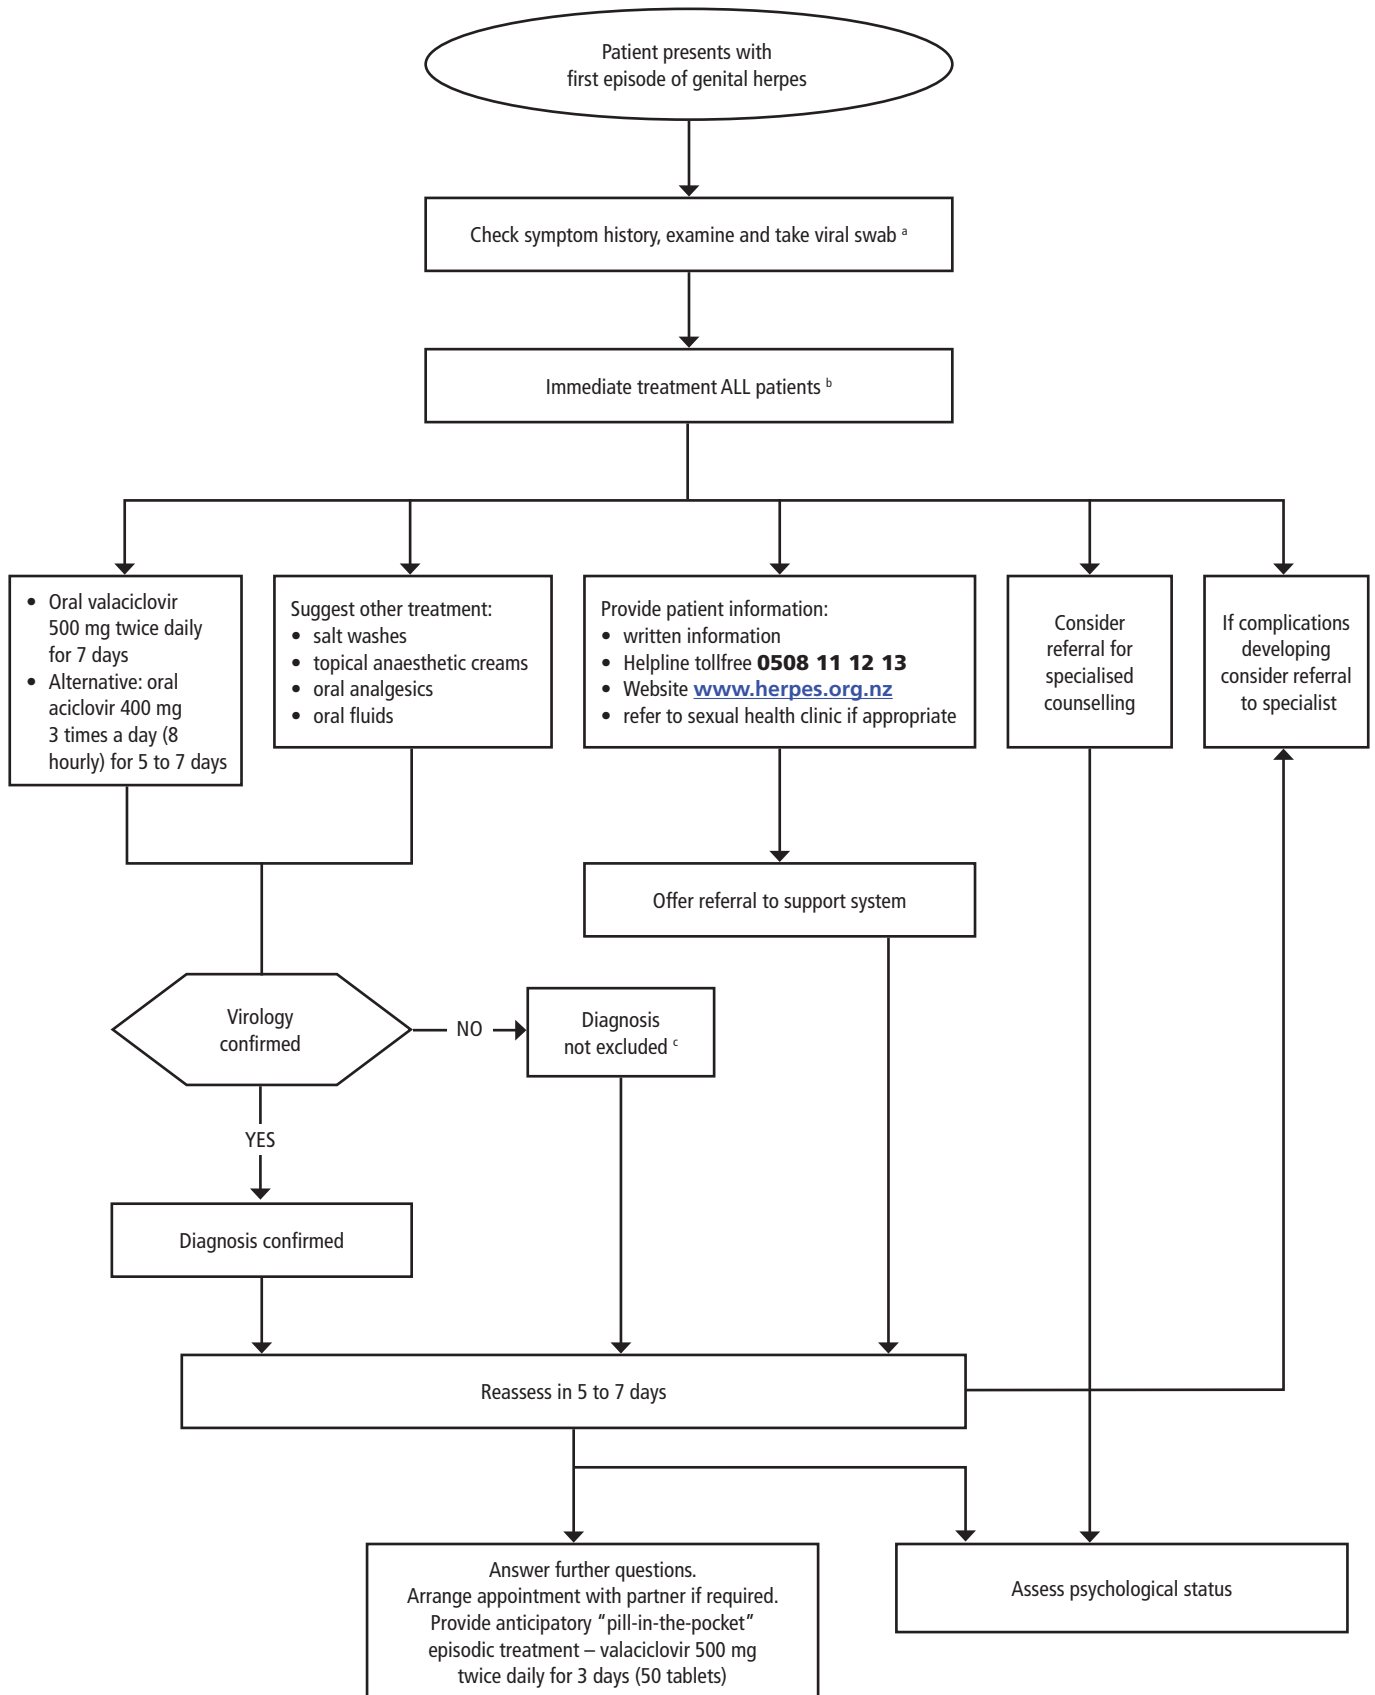 Patient presents with
first episode of genital herpes
Check symptom history, examine and take viral swab a
Immediate treatment ALL patients b
• Oral valaciclovir
500 mg twice daily
for 7 days
• Alternative: oral
aciclovir 400 mg
3 times a day (8
hourly) for 5 to 7 days
Suggest other treatment:
• salt washes
• topical anaesthetic creams
• oral analgesics
• oral fluids
Provide patient information:
• written information
• Helpline tollfree 0508 11 12 13
• Website www.herpes.org.nz
• refer to sexual health clinic if appropriate
Consider
referral for
specialised
counselling
If complications
developing
consider referral
to specialist
Offer referral to support system
Virology
confirmed
NO
Diagnosis
not excluded c
YES
Diagnosis confirmed
Reassess in 5 to 7 days
Answer further questions.
Arrange appointment with partner if required.
Provide anticipatory “pill-in-the-pocket”
episodic treatment – valaciclovir 500 mg
twice daily for 3 days (50 tablets)
Assess psychological status